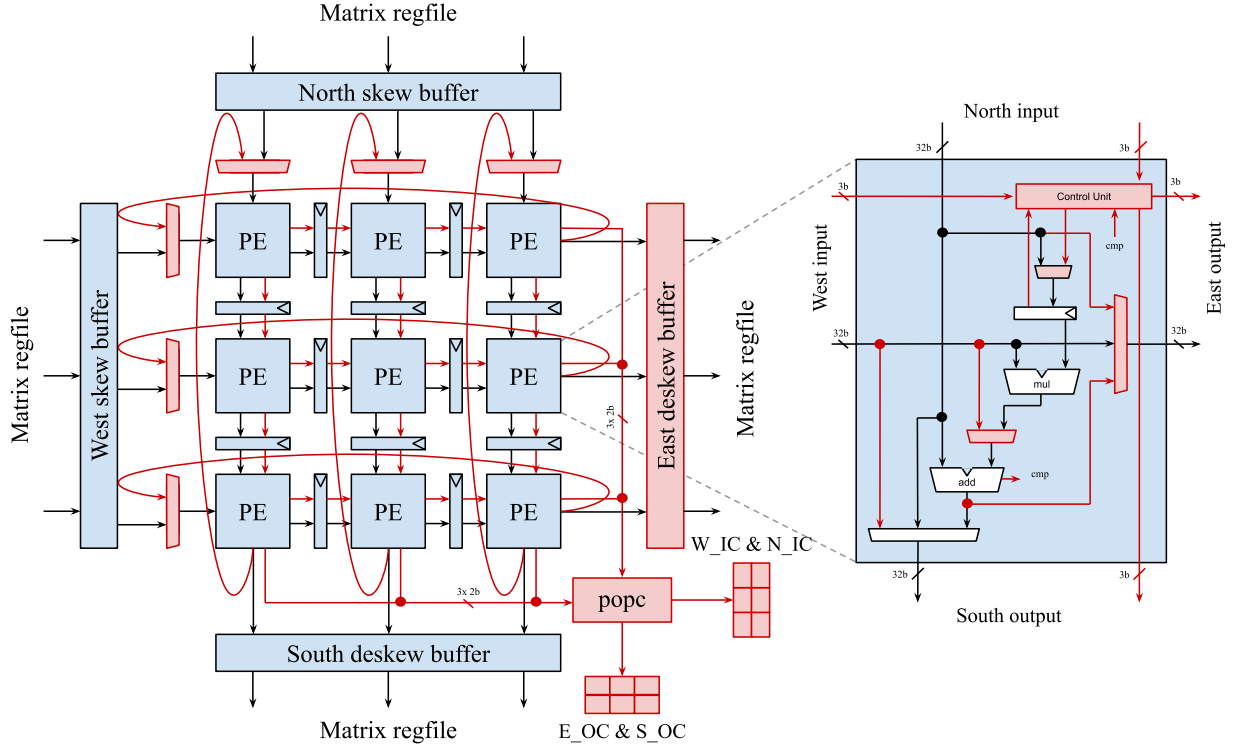 Matrix regfile
North skew buffer
North input
32b
3b
3b
Control Unit
3b
cmp
West input
East output
PE
PE
PE
West skew buffer
East deskew buffer
Matrix regfile
Matrix regfile
32b
32b
mul
PE
PE
PE
3x 2b
add
cmp
PE
PE
PE
W_IC & N_IC
32b
3b
3x 2b
popc
South output
South deskew buffer
Matrix regfile
E_OC & S_OC